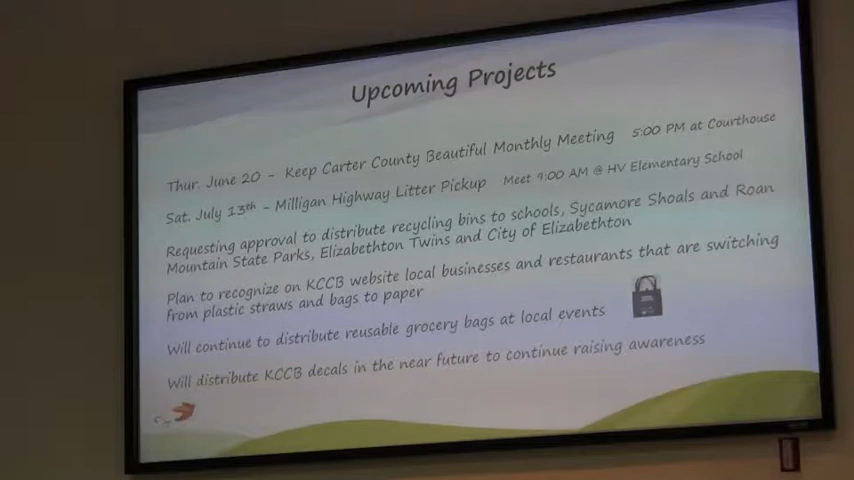 Upcoming Projects
Thur. June 20 - Keep Carter County Beautiful Monthly Meeting 5:00 PM at Courthouse
Sat. July 13th - Milligan Highway Litter Pickup Meet 9:00 AM @ HV Elementary School
Requesting approval to distribute recycling bins to schools, Sycamore Shoals and Roan
Mountain State Parks, Elizabethton Twins and City of Elizabethton
Plan to recognize on KCCB website local businesses and restaurants that are switching
from plastic straws and bags to paper
Will continue to distribute reusable grocery bags at local events
Will distribute KCCB decals in the near future to continue raising awareness